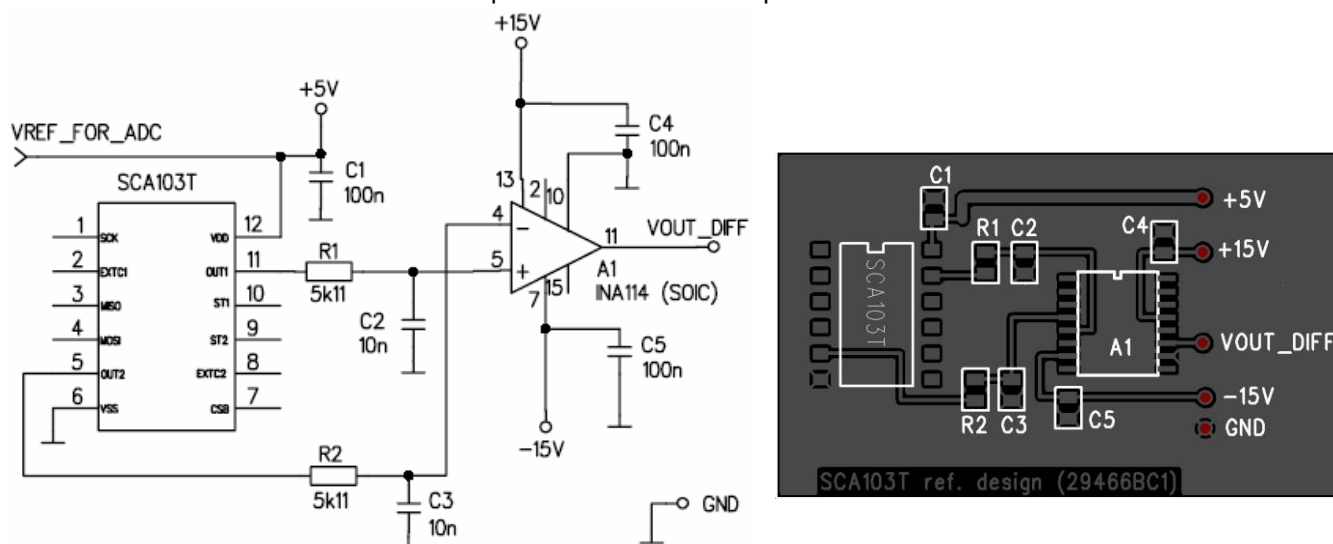 +15V
+5V
VREF_FOR_ADC
C4
100n
C1
100n
SCA103T
13
2
10
4
5
11
VOUT_DIFF
A1
INA114 (SOIC)
7
15
1
SCK
VDD
12
2
EXTC1
OUT1
11
R1
5k11
3
MISO
ST1
10
4
MOSI
ST2
9
C2
10n
C5
100n
5
OUT2
EXTC2
8
6
VSS
CSB
7
-15V
R2
5k11
C3
10n
GND
C1
+5V
R1
C2
C4
+15V
SCA103T
A1
VOUT_DIFF
R2
C3
C5
-15V
GND
SCA103T ref. design (29466BC1)